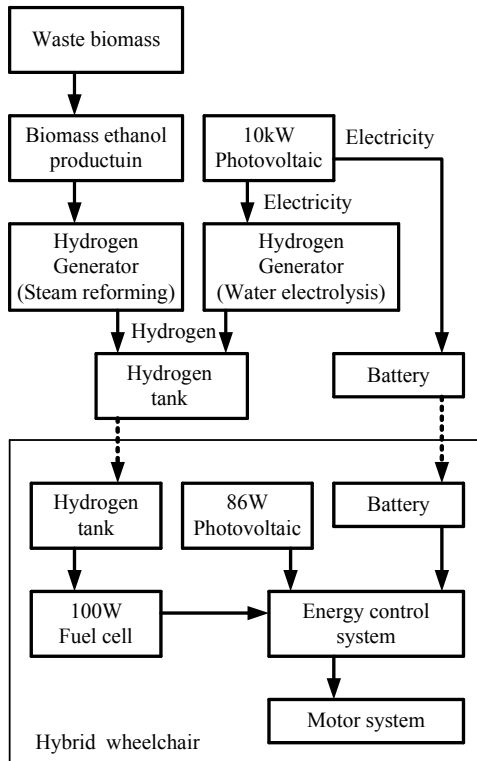 Waste biomass
Biomass ethanol
productuin
10kW
Photovoltaic
Electricity
Electricity
Hydrogen
Generator
(Steam reforming)
Hydrogen
Generator
(Water electrolysis)
Hydrogen
Hydrogen
tank
Battery
Hydrogen
tank
86W
Photovoltaic
Battery
100W
Fuel cell
Energy control
system
Motor system
Hybrid wheelchair